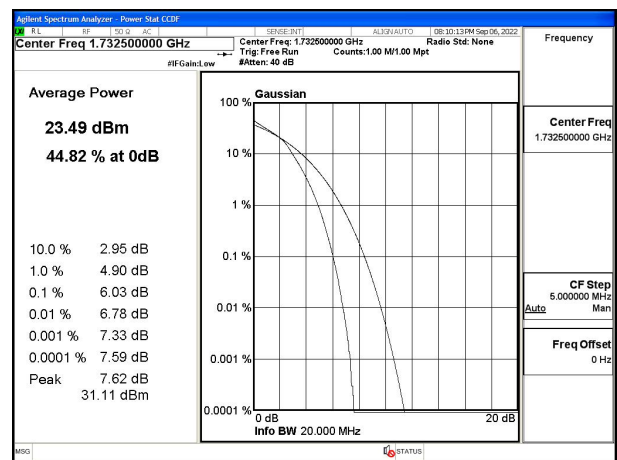 Agilent Spectrum Analyzer - Power Stat CCDF
RL RF 50 Ω AC SENSE:INT ALIGN AUTO 08:10:13 PM Sep 06, 2022
Center Freq 1.732500000 GHz
Center Freq: 1.732500000 GHz Radio Std: None
Trig: Free Run Counts:1.00 M/1.00 Mpt
#IFGain:Low #Atten: 40 dB
Frequency
Average Power
23.49 dBm
44.82 % at 0dB
10.0 % 2.95 dB
1.0 % 4.90 dB
0.1 % 6.03 dB
0.01 % 6.78 dB
0.001 % 7.33 dB
0.0001 % 7.59 dB
Peak 7.62 dB
31.11 dBm
Gaussian
100 %
10 %
1 %
0.1 %
0.01 %
0.001 %
0.0001 %
0 dB 20 dB
Info BW 20.000 MHz
Center Freq
1.732500000 GHz
CF Step
5.000000 MHz
Auto Man
Freq Offset
0 Hz
MSG STATUS